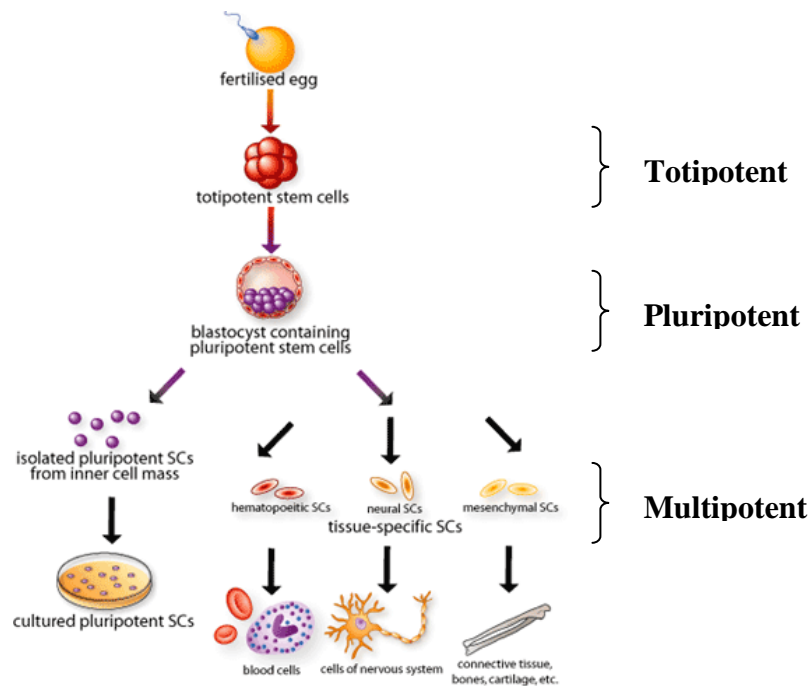 fertilised egg
totipotent stem cells
Totipotent
blastocyst containing
pluripotent stem cells
Pluripotent
isolated pluripotent SCs
from inner cell mass
hematopoeitic SCs
neural SCs
mesenchymal SCs
tissue-specific SCs
Multipotent
cultured pluripotent SCs
blood cells
cells of nervous system
connective tissue,
bones, cartilage, etc.